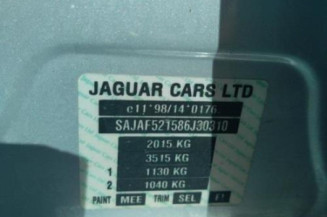 JAGUAR CARS LTD
e11*98/14*0176
SAJAF521586J30310
2015 KG
3515 KG
1 1130 KG
2 1040 KG
PAINT MEE TRIM SEL